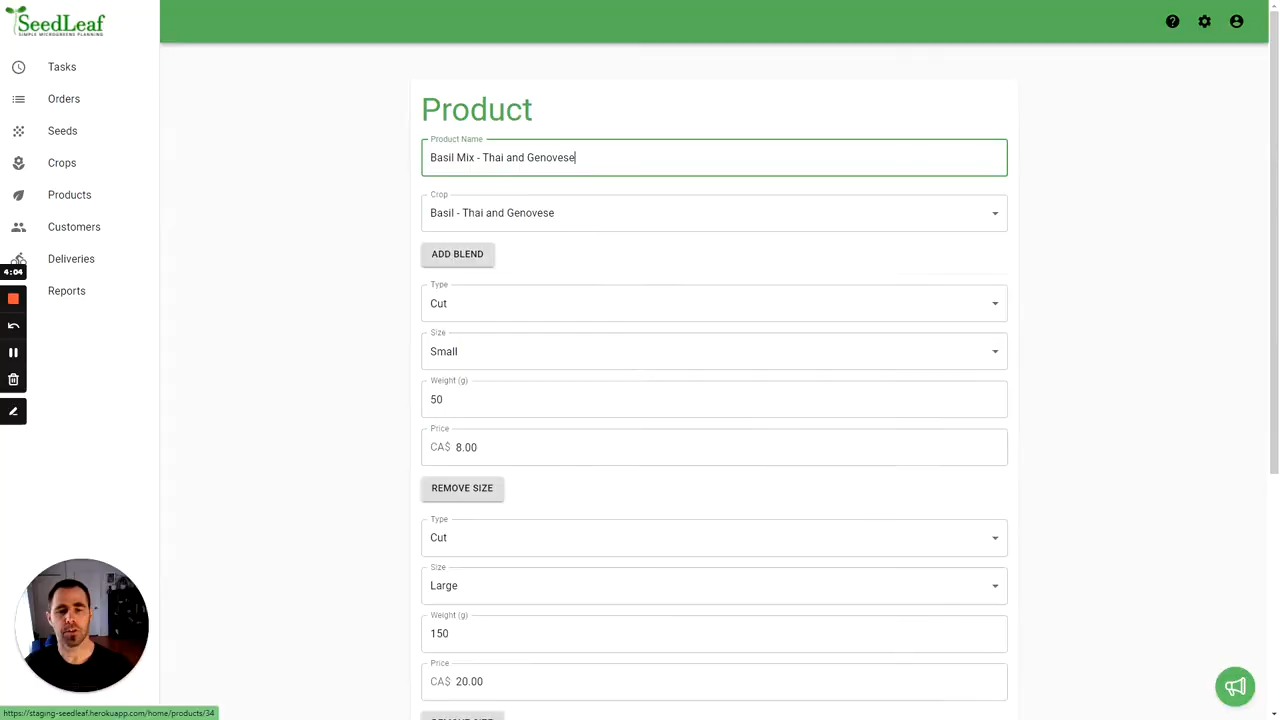 SeedLeaf
SIMPLE MICROGREENS PLANNING
Tasks
Orders
Seeds
Crops
Products
Customers
Deliveries
Reports
4:04
Product
Product Name
Basil Mix - Thai and Genovese
Crop
Basil - Thai and Genovese
ADD BLEND
Type
Cut
Size
Small
Weight (g)
50
Price
CA$ 8.00
REMOVE SIZE
Type
Cut
Size
Large
Weight (g)
150
Price
CA$ 20.00
REMOVE SIZE
https://staging-seedleaf.herokuapp.com/home/products/34